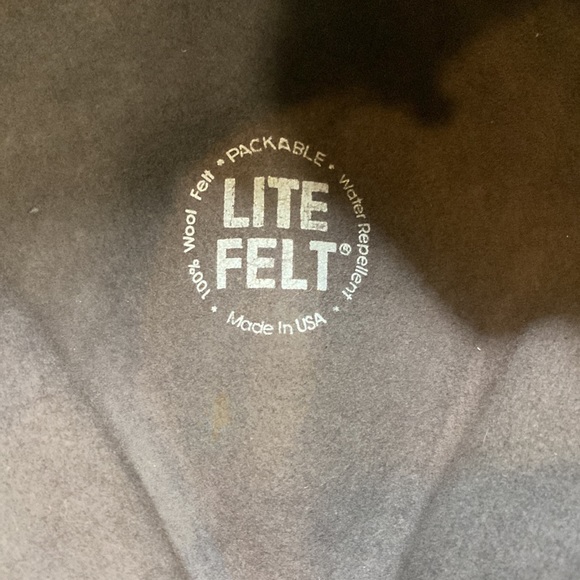 • PACKABLE • Water Repellent • Made In USA • 100% Wool Felt
LITE
FELT®